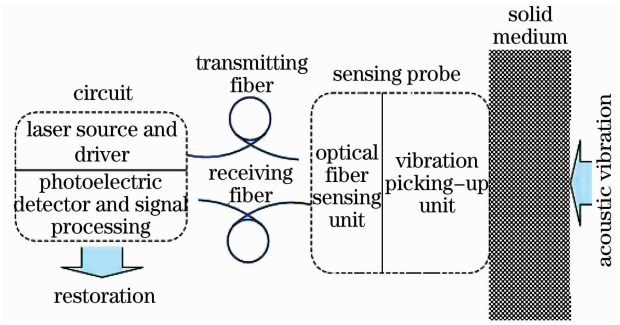 circuit
laser source and
driver
photoelectric
detector and signal
processing
restoration
transmitting
fiber
receiving
fiber
sensing probe
optical
fiber
sensing
unit
vibration
picking-up
unit
solid
medium
acoustic vibration